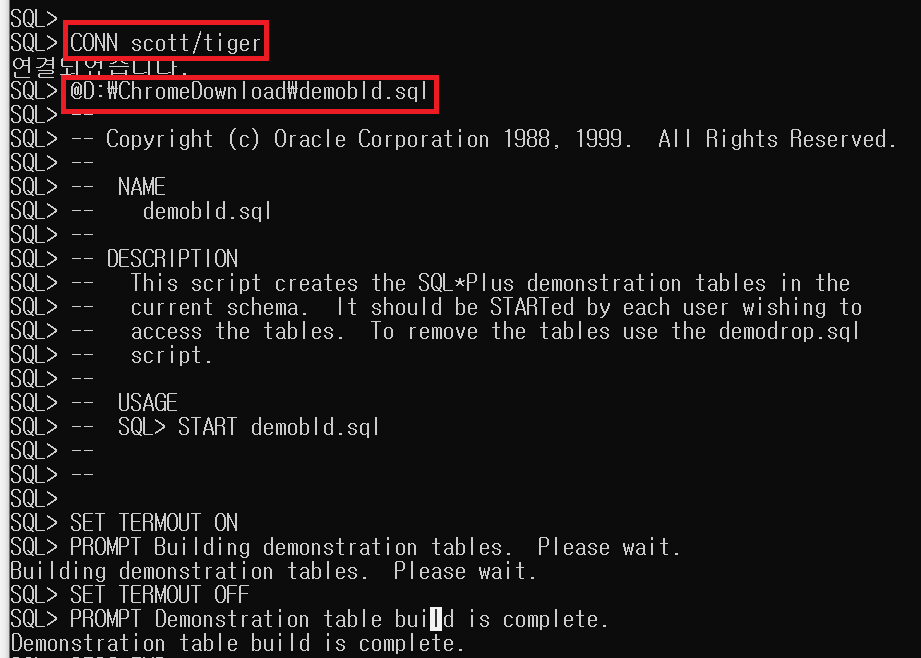 SQL>
SQL> CONN scott/tiger
연결되었습니다.
SQL> @D:\ChromeDownload\demobld.sql
SQL> --
SQL> -- Copyright (c) Oracle Corporation 1988, 1999.  All Rights Reserved.
SQL> --
SQL> --  NAME
SQL> --    demobld.sql
SQL> --
SQL> -- DESCRIPTION
SQL> --   This script creates the SQL*Plus demonstration tables in the
SQL> --   current schema.  It should be STARTed by each user wishing to
SQL> --   access the tables.  To remove the tables use the demodrop.sql
SQL> --   script.
SQL> --
SQL> --  USAGE
SQL> --  SQL> START demobld.sql
SQL> --
SQL> --
SQL>
SQL> SET TERMOUT ON
SQL> PROMPT Building demonstration tables.  Please wait.
Building demonstration tables.  Please wait.
SQL> SET TERMOUT OFF
SQL> PROMPT Demonstration table build is complete.
Demonstration table build is complete.